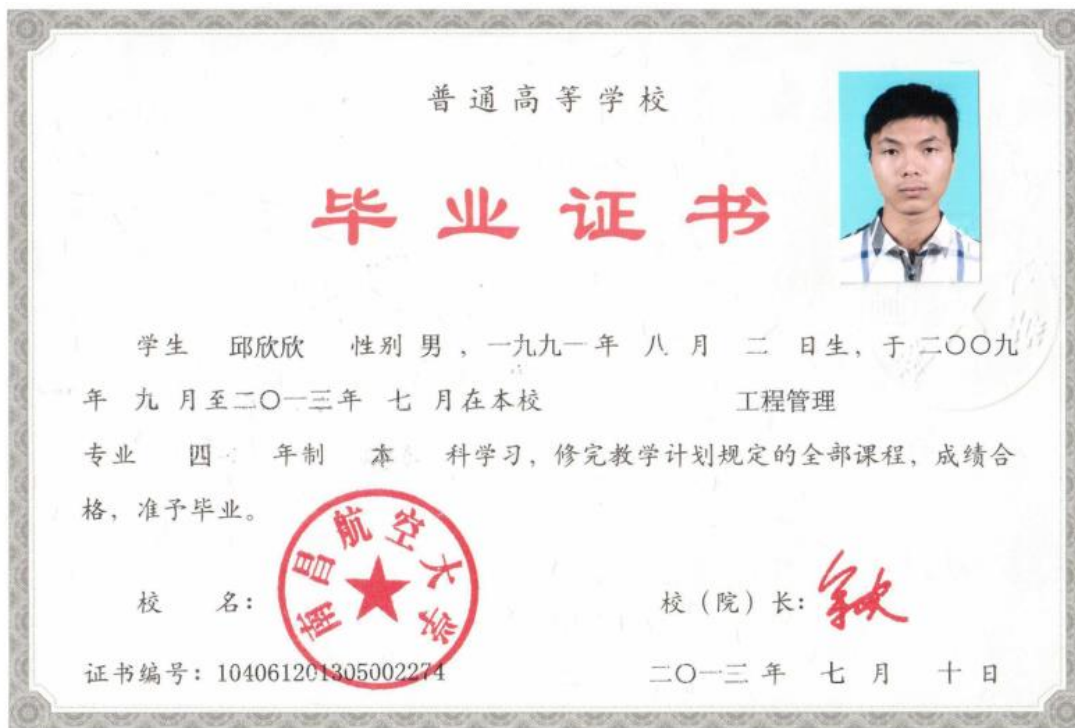 普通高等学校
毕业证书
学生 邱欣欣 性别 男 ，一九九一 年 八 月 二 日生，于 二〇〇九
年 九 月至二〇一三年 七 月在本校 工程管理
专业 四 年制 本 科学习，修完教学计划规定的全部课程，成绩合
格，准予毕业。
南昌航空大学
校 名： 校（院）长：
证书编号：104061201305002274 二〇一三 年 七 月 十 日